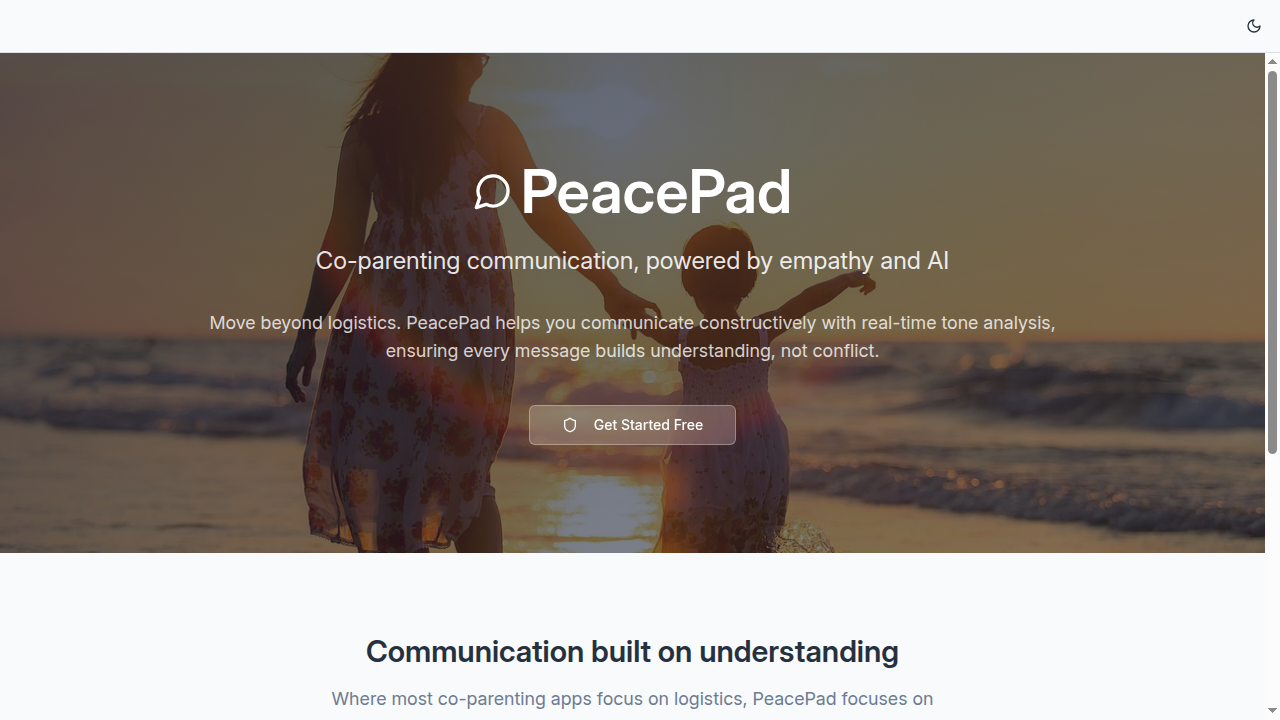 PeacePad
Co-parenting communication, powered by empathy and AI
Move beyond logistics. PeacePad helps you communicate constructively with real-time tone analysis,
ensuring every message builds understanding, not conflict.
Get Started Free
Communication built on understanding
Where most co-parenting apps focus on logistics, PeacePad focuses on